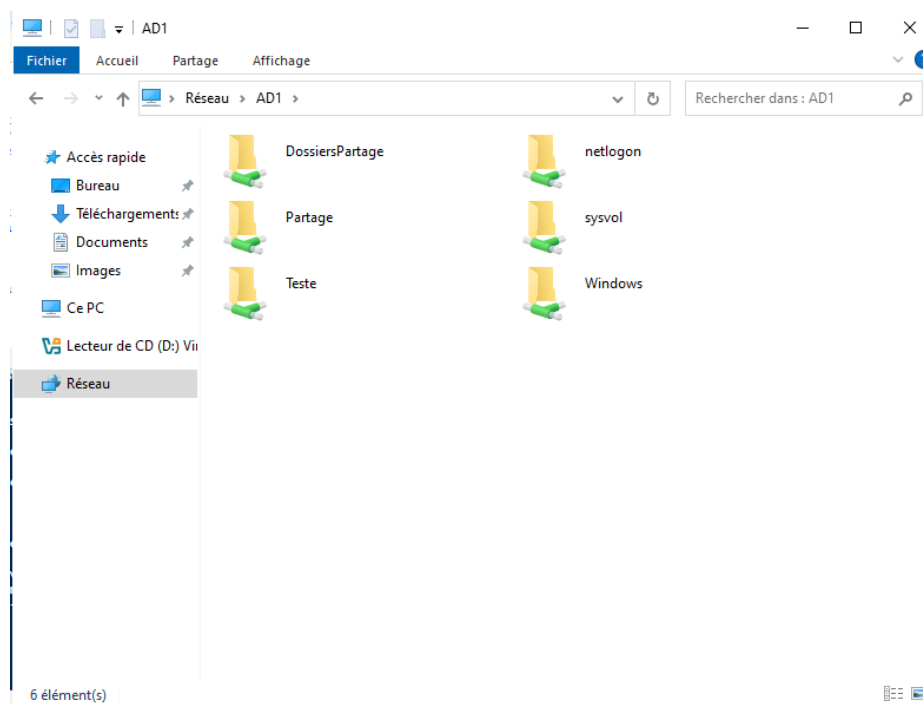 AD1
Fichier Accueil Partage Affichage
Réseau AD1
Rechercher dans : AD1
Accès rapide
Bureau
Téléchargements
Documents
Images
Ce PC
Lecteur de CD (D:) Vir
Réseau
DossiersPartage
netlogon
Partage
sysvol
Teste
Windows
6 élément(s)